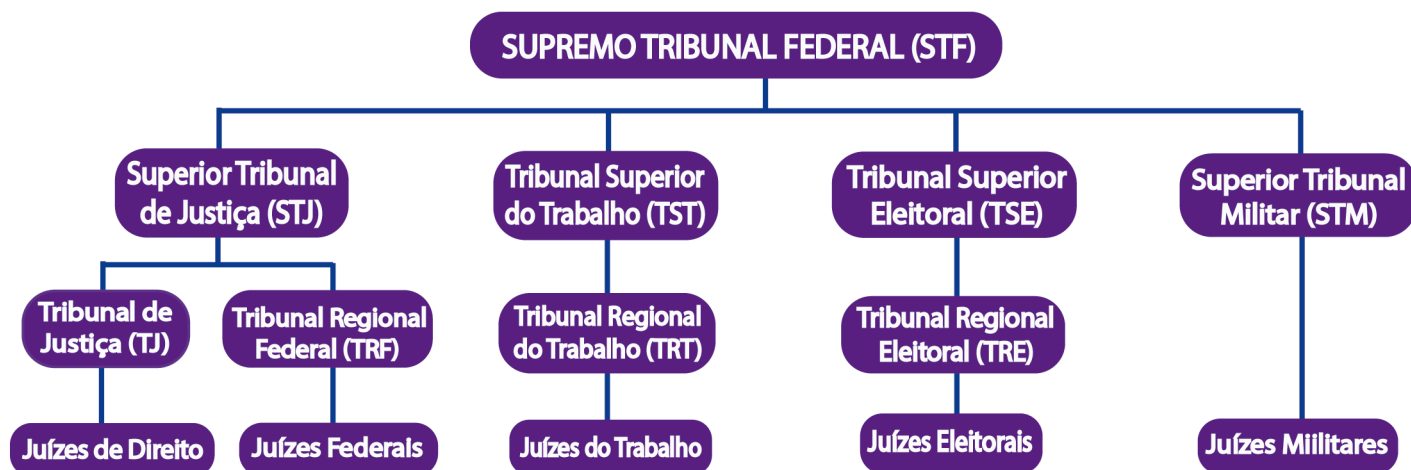 SUPREMO TRIBUNAL FEDERAL (STF)
Superior Tribunal
de Justiça (STJ)
Tribunal Superior
do Trabalho (TST)
Tribunal Superior
Eleitoral (TSE)
Superior Tribunal
Militar (STM)
Tribunal de
Justiça (TJ)
Tribunal Regional
Federal (TRF)
Tribunal Regional
do Trabalho (TRT)
Tribunal Regional
Eleitoral (TRE)
Juízes de Direito
Juízes Federais
Juízes do Trabalho
Juízes Eleitorais
Juízes Miilitares